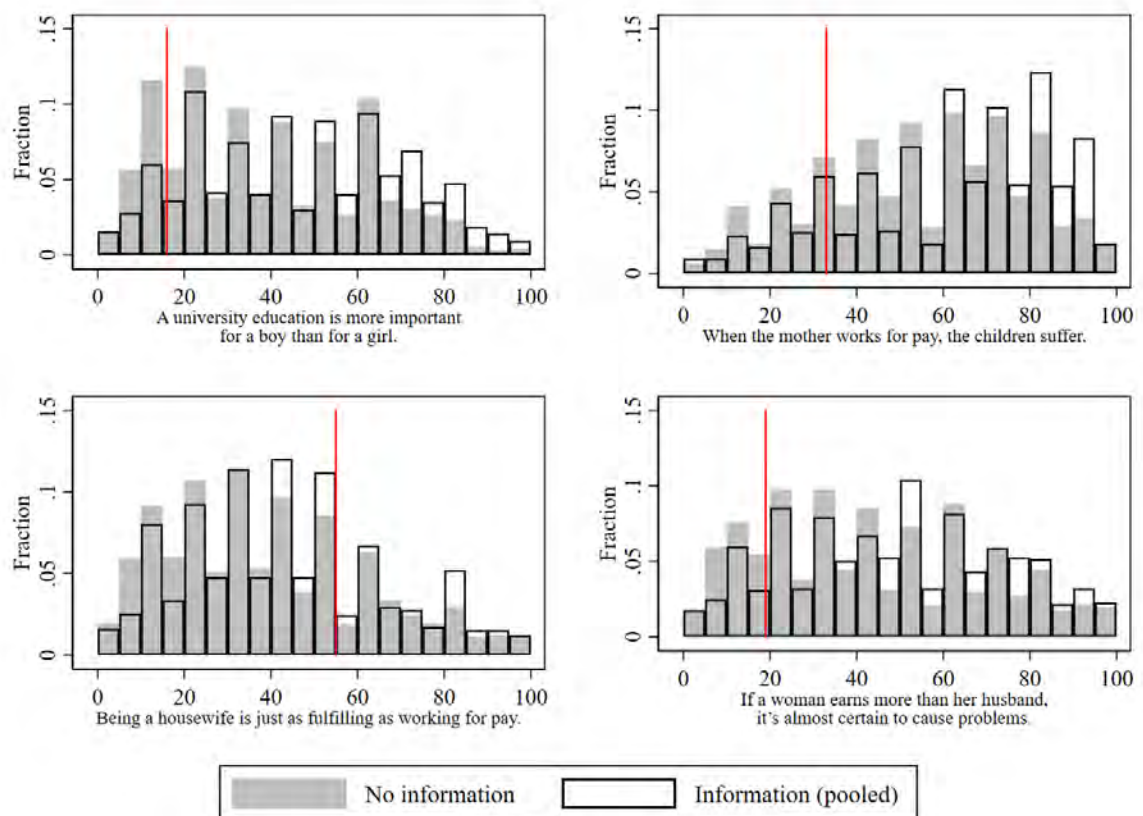 Fraction
.15
.1
.05
0
0 20 40 60 80 100
A university education is more important
for a boy than for a girl.
Fraction
.15
.1
.05
0
0 20 40 60 80 100
When the mother works for pay, the children suffer.
Fraction
.15
.1
.05
0
0 20 40 60 80 100
Being a housewife is just as fulfilling as working for pay.
Fraction
.15
.1
.05
0
0 20 40 60 80 100
If a woman earns more than her husband,
it's almost certain to cause problems.
No information Information (pooled)